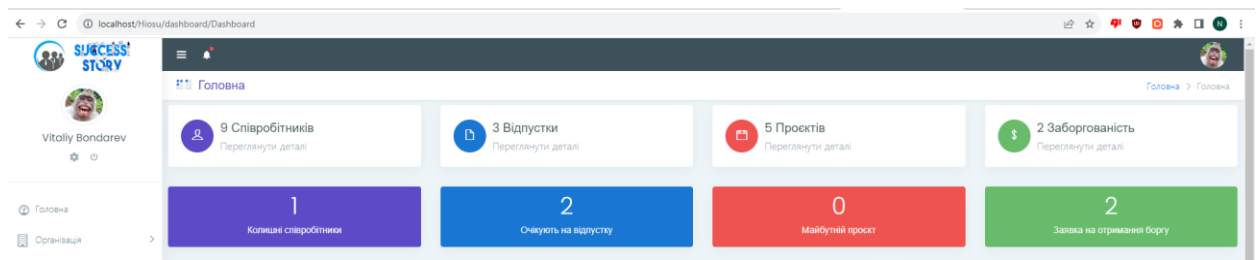 localhost/Hiosu/dashboard/Dashboard
N
SUCCESS
STORY
Головна
Головна > Головна
Vitaliy Bondarev
9 Співробітників
Переглянути деталі
3 Відпустки
Переглянути деталі
5 Проєктів
Переглянути деталі
$
2 Заборгованість
Переглянути деталі
1
Колишні співробітники
2
Очікують на відпустку
0
Майбутній проєкт
2
Заявка на отримання боргу
Головна
Організація